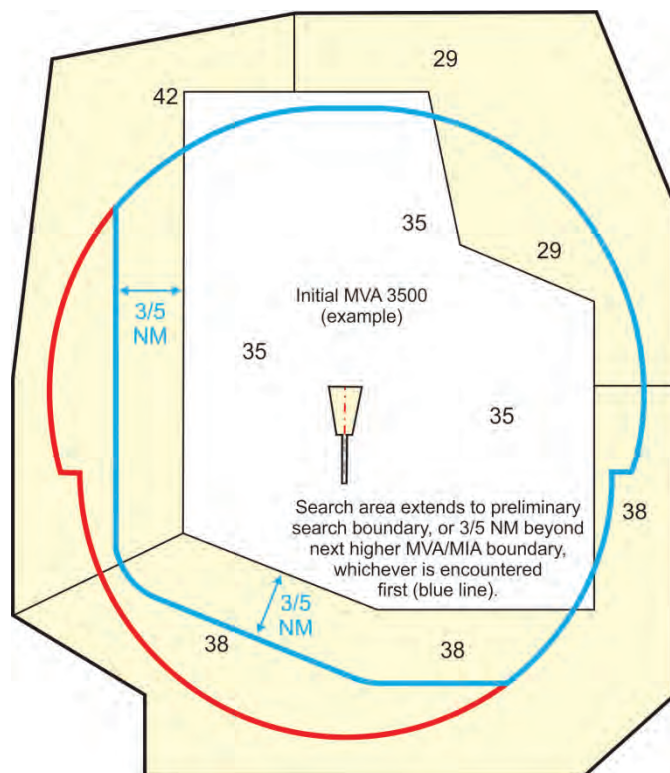 29
42
35
29
Initial MVA 3500
(example)
3/5
NM
35
35
Search area extends to preliminary
search boundary, or 3/5 NM beyond
next higher MVA/MIA boundary,
whichever is encountered
first (blue line).
38
3/5
NM
38
38